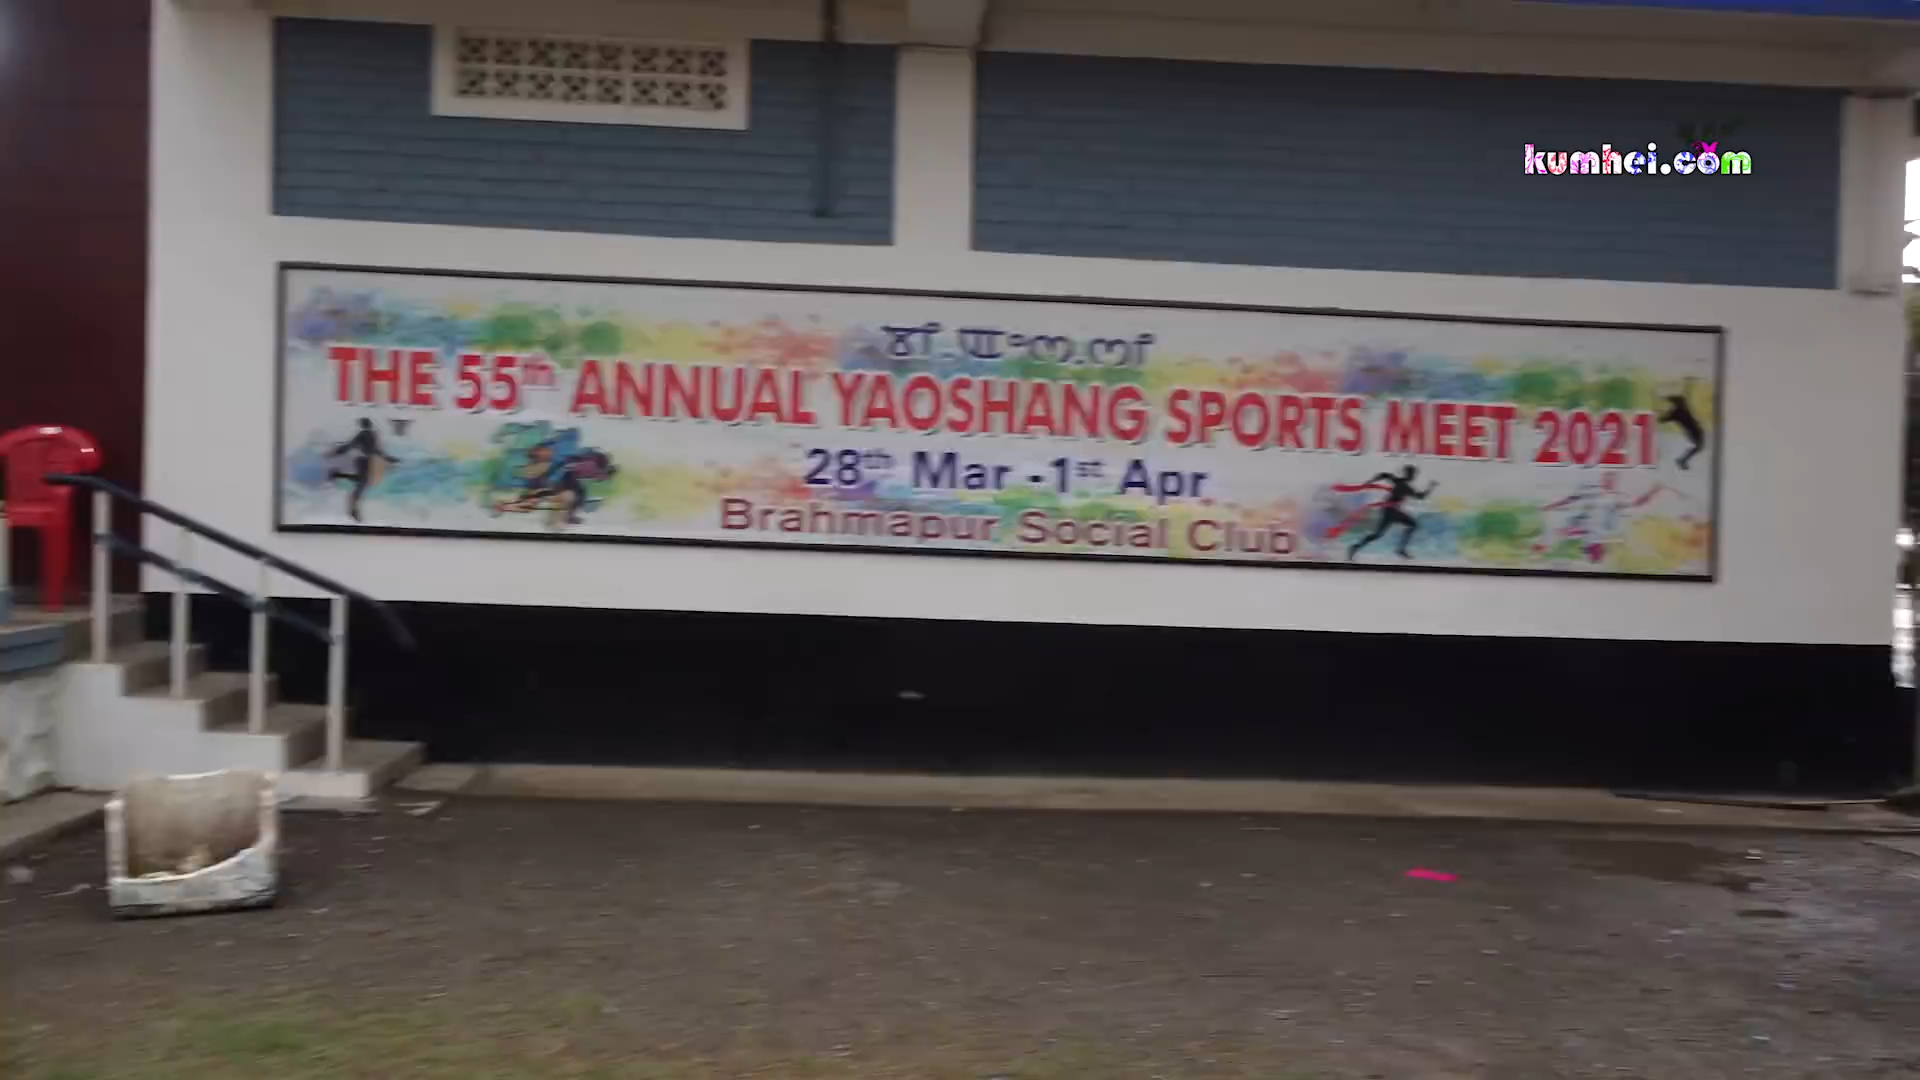 kumhei.com
THE 55th ANNUAL YAOSHANG SPORTS MEET 2021
28th Mar - 1st Apr
Brahmapur Social Club